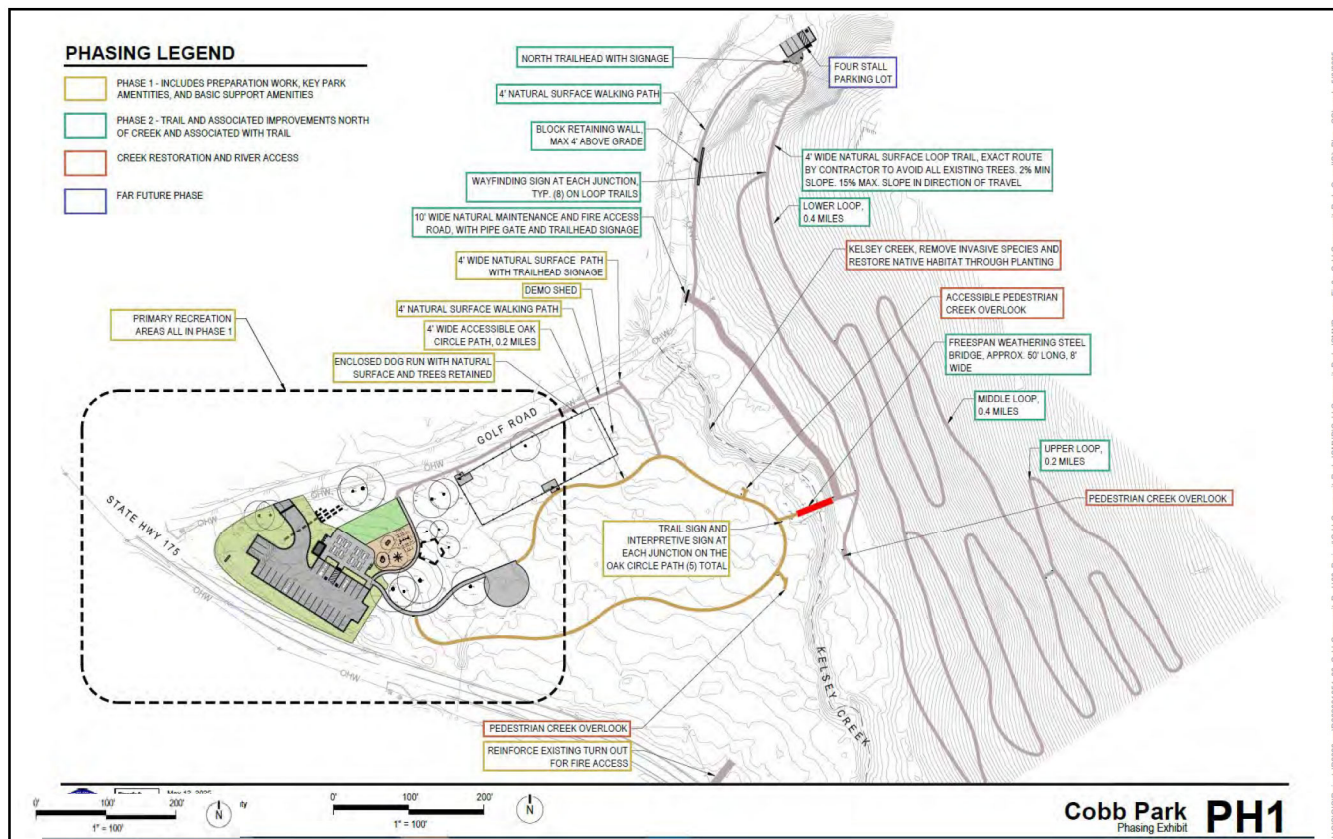 PHASING LEGEND
PHASE 1 - INCLUDES PREPARATION WORK, KEY PARK
AMENTITIES, AND BASIC SUPPORT AMENITIES
PHASE 2 - TRAIL AND ASSOCIATED IMPROVEMENTS NORTH
OF CREEK AND ASSOCIATED WITH TRAIL
CREEK RESTORATION AND RIVER ACCESS
FAR FUTURE PHASE
NORTH TRAILHEAD WITH SIGNAGE
FOUR STALL
PARKING LOT
4' NATURAL SURFACE WALKING PATH
BLOCK RETAINING WALL,
MAX 4' ABOVE GRADE
4' WIDE NATURAL SURFACE LOOP TRAIL, EXACT ROUTE
BY CONTRACTOR TO AVOID ALL EXISTING TREES. 2% MIN
SLOPE. 15% MAX. SLOPE IN DIRECTION OF TRAVEL
WAYFINDING SIGN AT EACH JUNCTION,
TYP. (8) ON LOOP TRAILS
LOWER LOOP,
0.4 MILES
10' WIDE NATURAL MAINTENANCE AND FIRE ACCESS
ROAD, WITH PIPE GATE AND TRAILHEAD SIGNAGE
KELSEY CREEK, REMOVE INVASIVE SPECIES AND
RESTORE NATIVE HABITAT THROUGH PLANTING
4' WIDE NATURAL SURFACE PATH
WITH TRAILHEAD SIGNAGE
DEMO SHED
ACCESSIBLE PEDESTRIAN
CREEK OVERLOOK
4' NATURAL SURFACE WALKING PATH
PRIMARY RECREATION
AREAS ALL IN PHASE 1
4' WIDE ACCESSIBLE OAK
CIRCLE PATH, 0.2 MILES
FREESPAN WEATHERING STEEL
BRIDGE, APPROX. 50' LONG, 8'
WIDE
ENCLOSED DOG RUN WITH NATURAL
SURFACE AND TREES RETAINED
MIDDLE LOOP,
0.4 MILES
GOLF ROAD
OHW
OHW
OHW
OHW
OHW
UPPER LOOP,
0.2 MILES
PEDESTRIAN CREEK OVERLOOK
STATE HWY 175
TRAIL SIGN AND
INTERPRETIVE SIGN AT
EACH JUNCTION ON THE
OAK CIRCLE PATH (5) TOTAL
KELSEY CREEK
PEDESTRIAN CREEK OVERLOOK
REINFORCE EXISTING TURN OUT
FOR FIRE ACCESS
0' 100' 200'
1" = 100'
N
0' 100' 200'
1" = 100'
N
Cobb Park
Phasing Exhibit
PH1